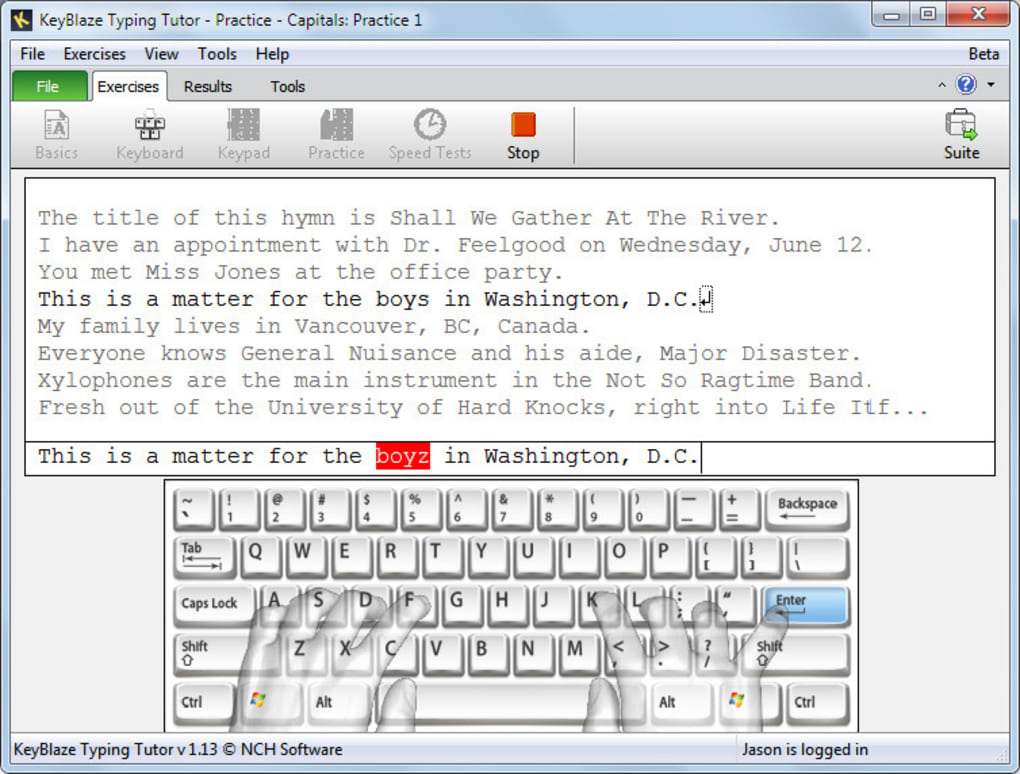 KeyBlaze Typing Tutor - Practice - Capitals: Practice 1
File Exercises View Tools Help Beta
File Exercises Results Tools
Basics Keyboard Keypad Practice Speed Tests Stop Suite
The title of this hymn is Shall We Gather At The River.
I have an appointment with Dr. Feelgood on Wednesday, June 12.
You met Miss Jones at the office party.
This is a matter for the boys in Washington, D.C.↵
My family lives in Vancouver, BC, Canada.
Everyone knows General Nuisance and his aide, Major Disaster.
Xylophones are the main instrument in the Not So Ragtime Band.
Fresh out of the University of Hard Knocks, right into Life Itf...
This is a matter for the boyz in Washington, D.C.
~ ! @ # $ % ^ & * ( ) — +
` 1 2 3 4 5 6 7 8 9 0 _ = Backspace
Tab Q W E R T Y U I O P { [ } ] | \
Caps Lock A S D F G H J K L : ; " Enter
Shift Z X C V B N M < , > . ? / Shift
Ctrl Alt Alt Ctrl
KeyBlaze Typing Tutor v 1.13 © NCH Software Jason is logged in